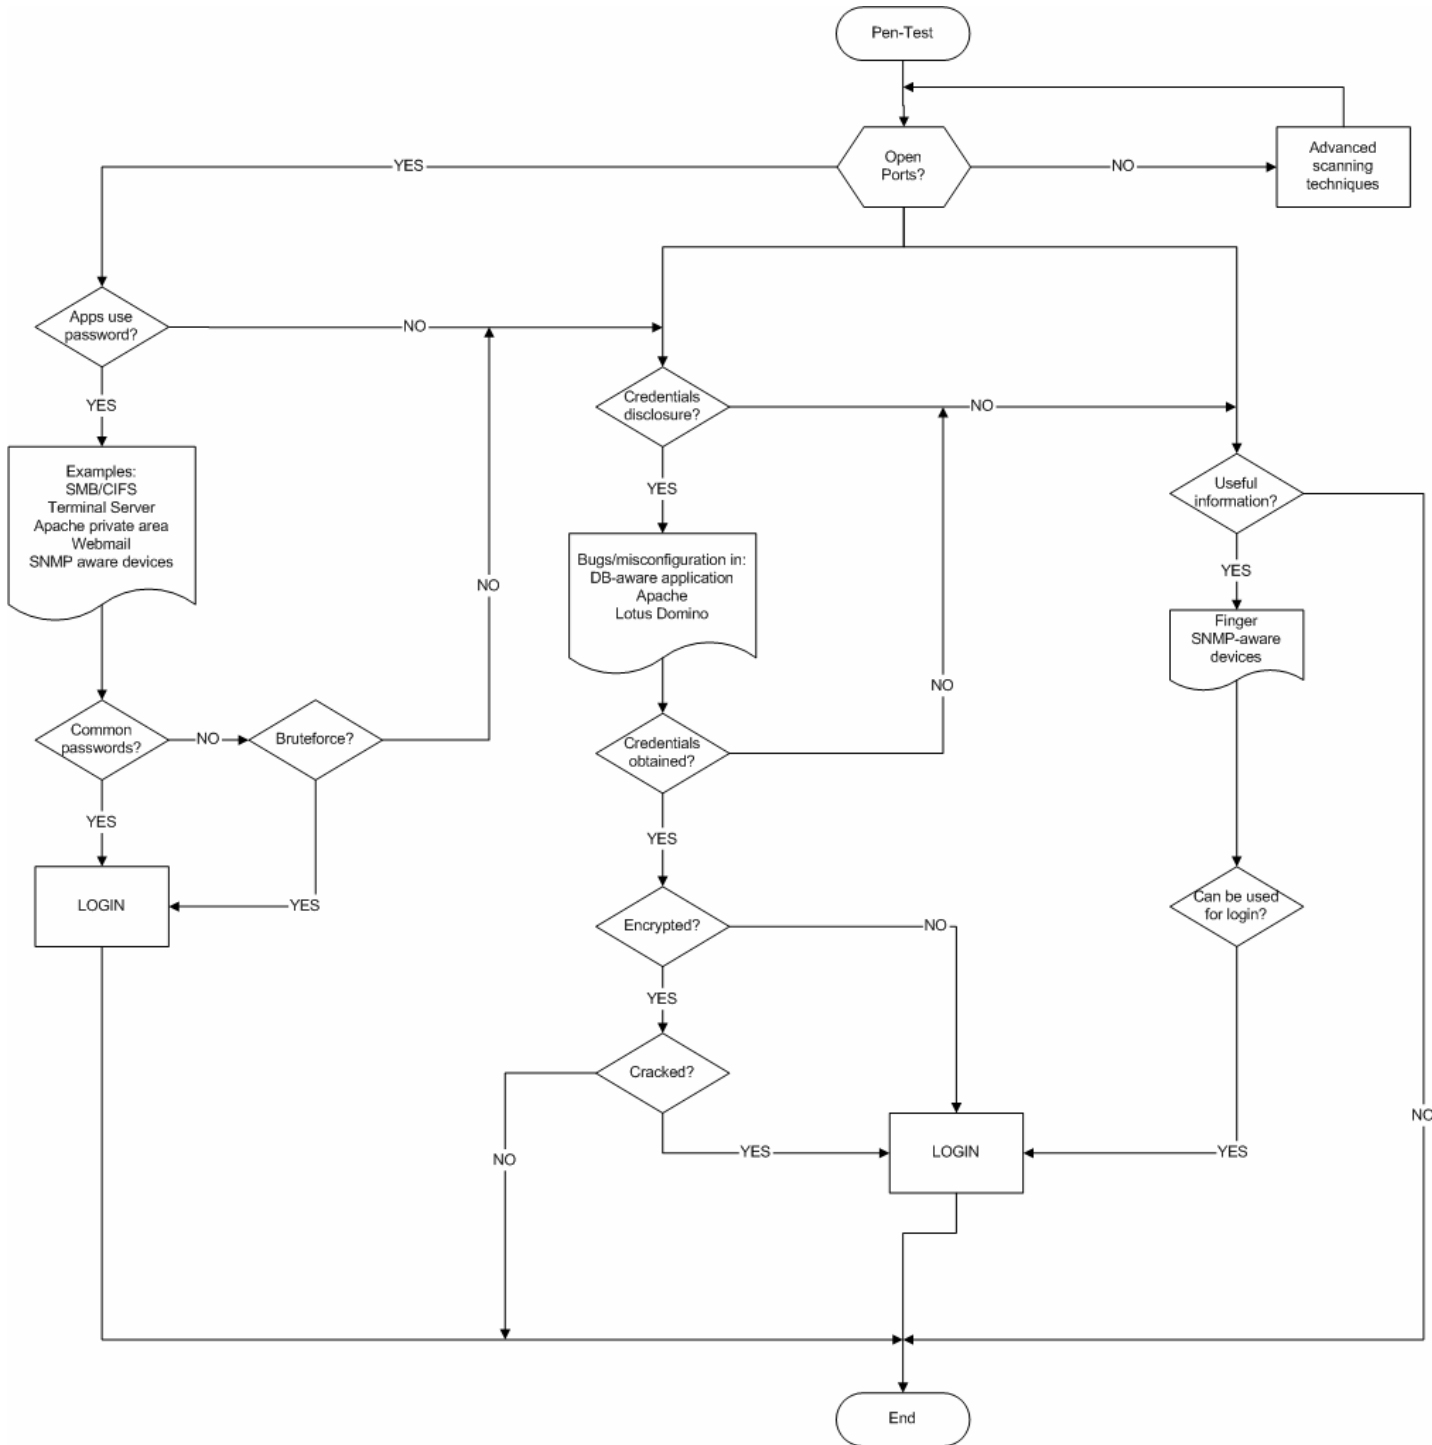 Pen-Test
Open
Ports?
YES
NO
Advanced
scanning
techniques
Apps use
password?
NO
YES
Credentials
disclosure?
NO
YES
Examples:
SMB/CIFS
Terminal Server
Apache private area
Webmail
SNMP aware devices
Useful
information?
YES
NO
Bugs/misconfiguration in:
DB-aware application
Apache
Lotus Domino
NO
Finger
SNMP-aware
devices
NO
Common
passwords?
NO
Bruteforce?
Credentials
obtained?
YES
YES
LOGIN
YES
Encrypted?
NO
Can be used
for login?
YES
Cracked?
NO
YES
LOGIN
YES
End